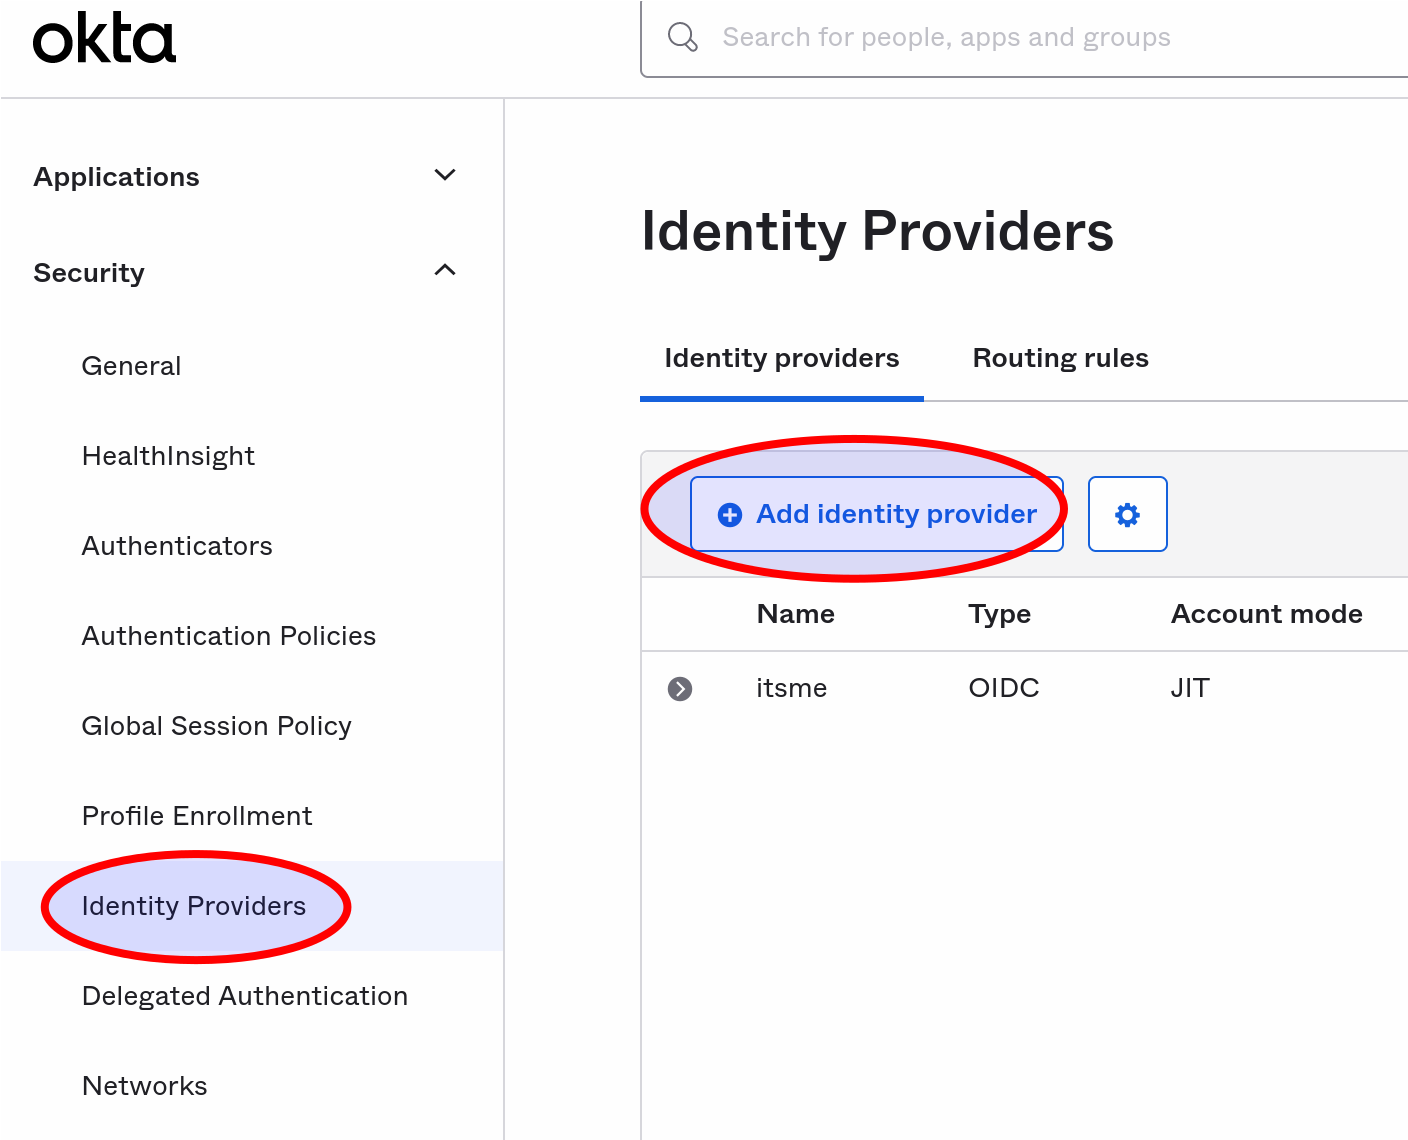 okta
Search for people, apps and groups
Applications
Security
General
HealthInsight
Authenticators
Authentication Policies
Global Session Policy
Profile Enrollment
Identity Providers
Delegated Authentication
Networks
Identity Providers
Identity providers Routing rules
Add identity provider
Name Type Account mode
itsme OIDC JIT